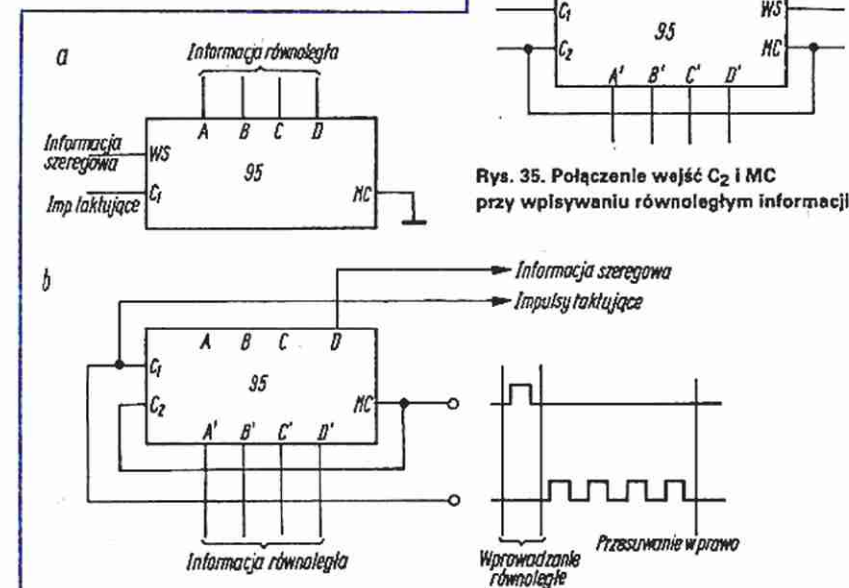 C₁
WS
95
C₂
MC
A' B' C' D'
Rys. 35. Połączenie wejść C₂ i MC
przy wpisywaniu równoległym informacji
a
Informacja równoległa
A B C D
Informacja
szeregowa
WS
95
C₁
MC
Imp. taktujące
b
Informacja szeregowa
Impulsy taktujące
A B C D
C₁
95
C₂
MC
A' B' C' D'
Informacja równoległa
Wprowadzanie
równoległe
Przesuwanie w prawo